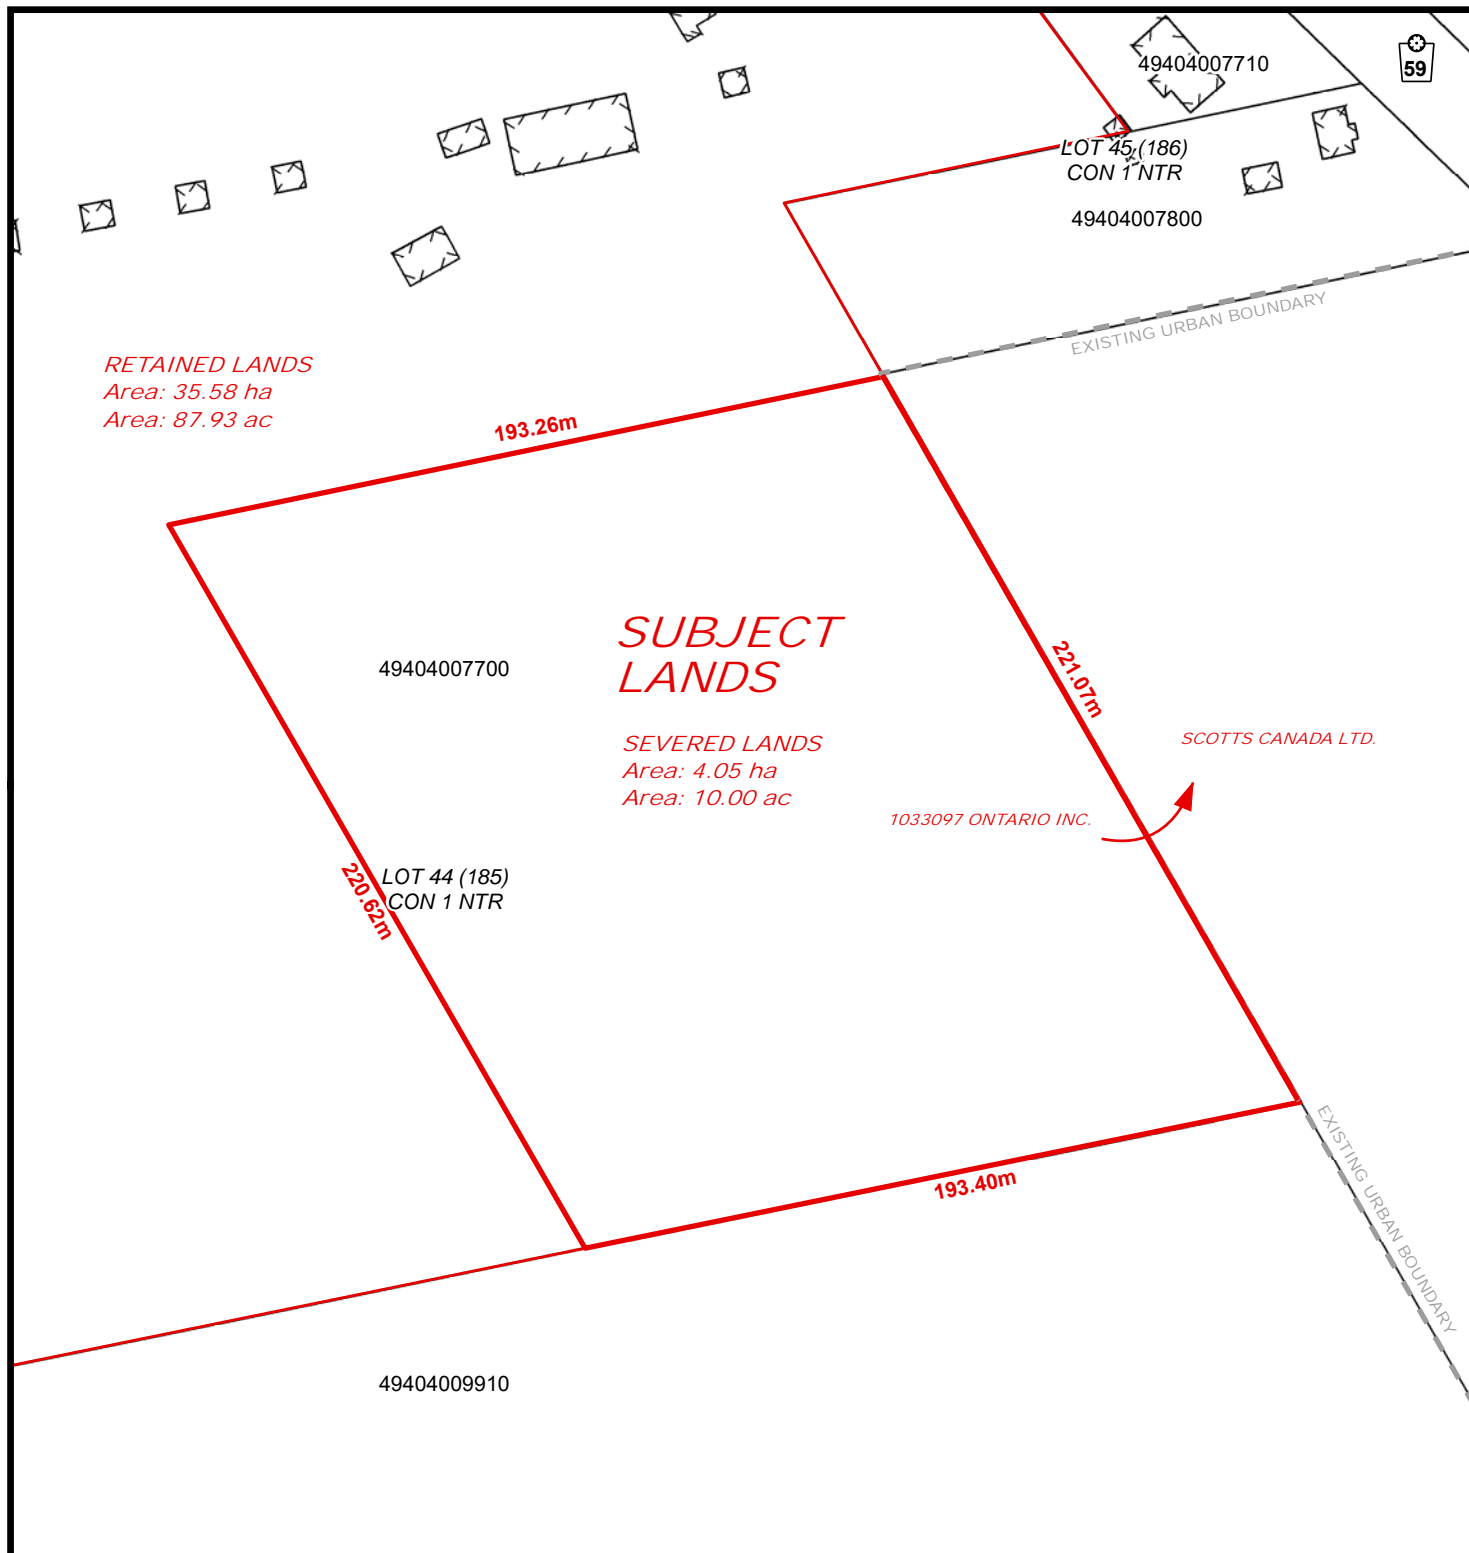 49404007710
59
LOT 45 (186)
CON 1 NTR
49404007800
EXISTING URBAN BOUNDARY
RETAINED LANDS
Area: 35.58 ha
Area: 87.93 ac
193.26m
SUBJECT
LANDS
49404007700
221.07m
SEVERED LANDS
Area: 4.05 ha
Area: 10.00 ac
SCOTTS CANADA LTD.
1033097 ONTARIO INC.
220.62m
LOT 44 (185)
CON 1 NTR
193.40m
EXISTING URBAN BOUNDARY
49404009910